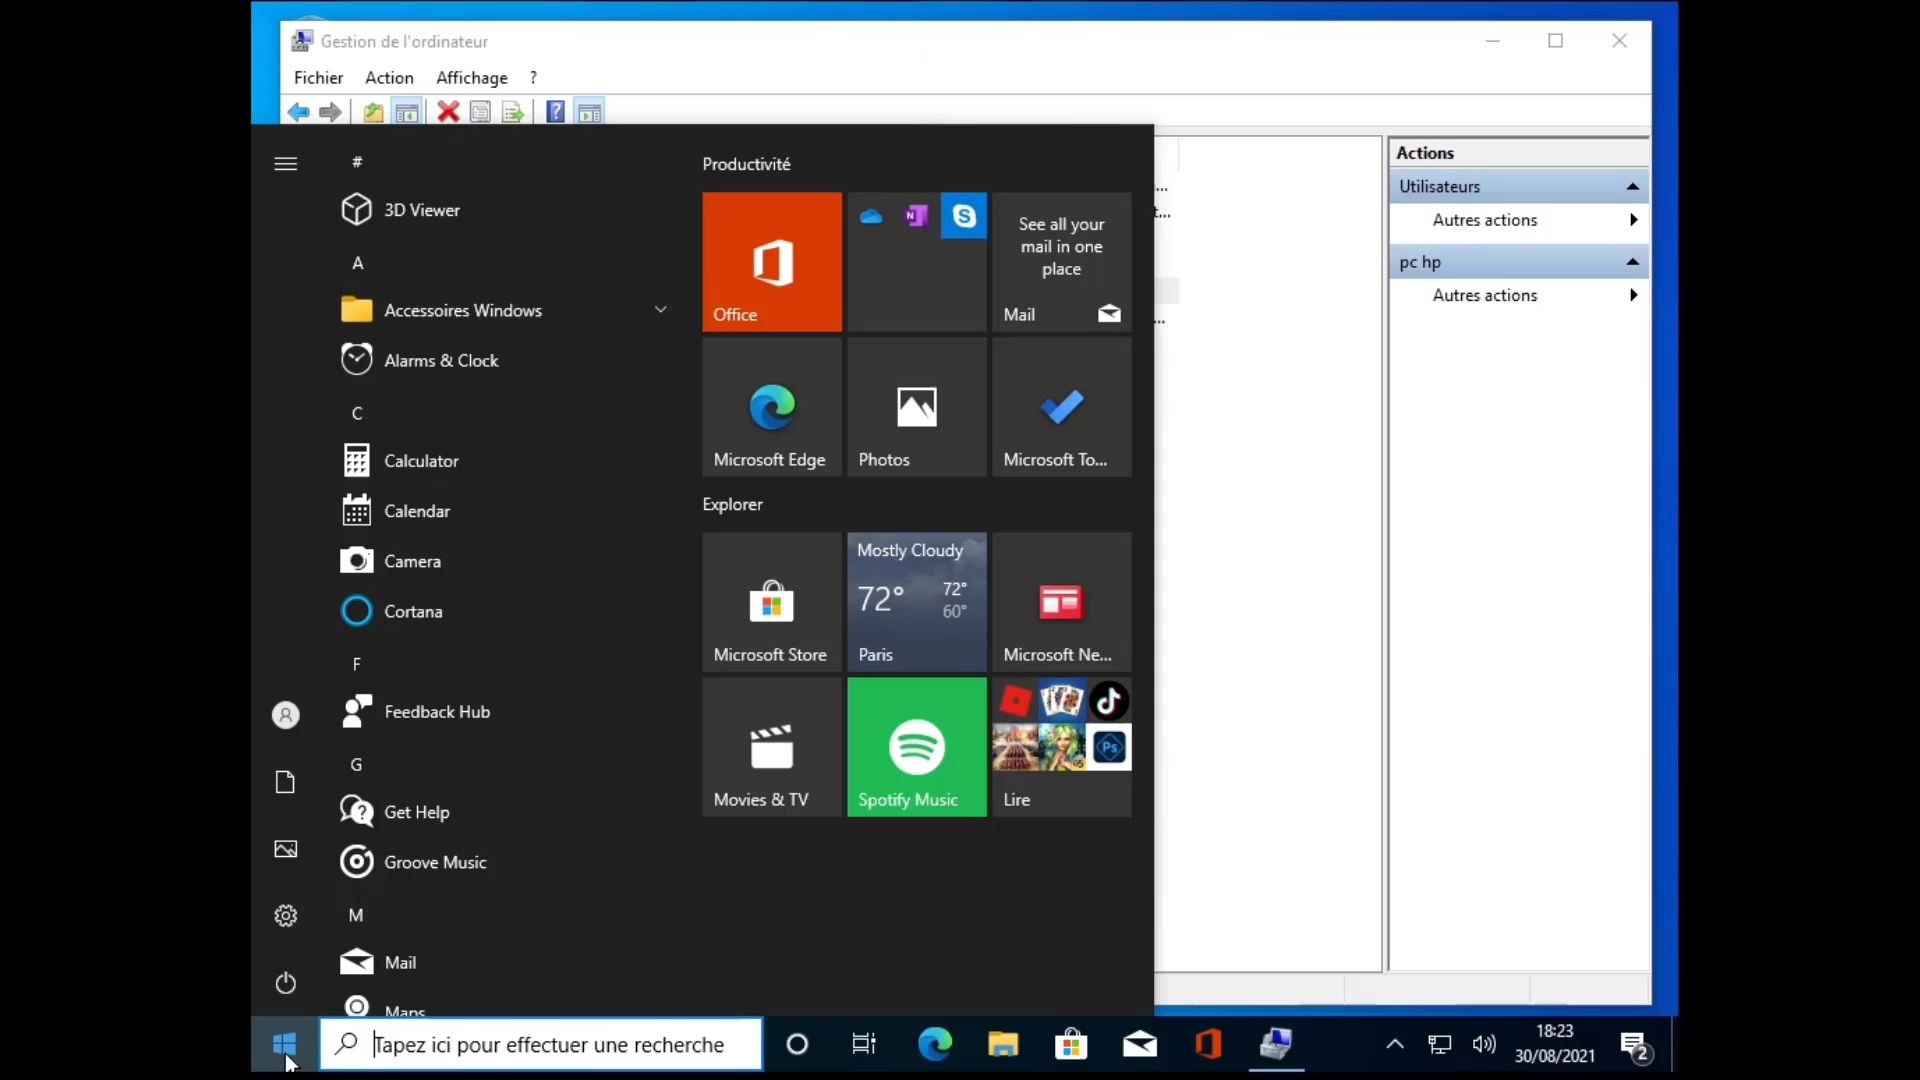 Gestion de l'ordinateur
Fichier Action Affichage ?
Actions
Utilisateurs
Autres actions
pc hp
Autres actions
#
3D Viewer
A
Accessoires Windows
Alarms & Clock
C
Calculator
Calendar
Camera
Cortana
F
Feedback Hub
G
Get Help
Groove Music
M
Mail
Maps
Productivité
Office
N
S
See all your
mail in one
place
Mail
Microsoft Edge
Photos
Microsoft To...
Explorer
Microsoft Store
Mostly Cloudy
72° 72°
60°
Paris
Microsoft Ne...
Movies & TV
Spotify Music
Ps
Lire
Tapez ici pour effectuer une recherche
18:23
30/08/2021
2